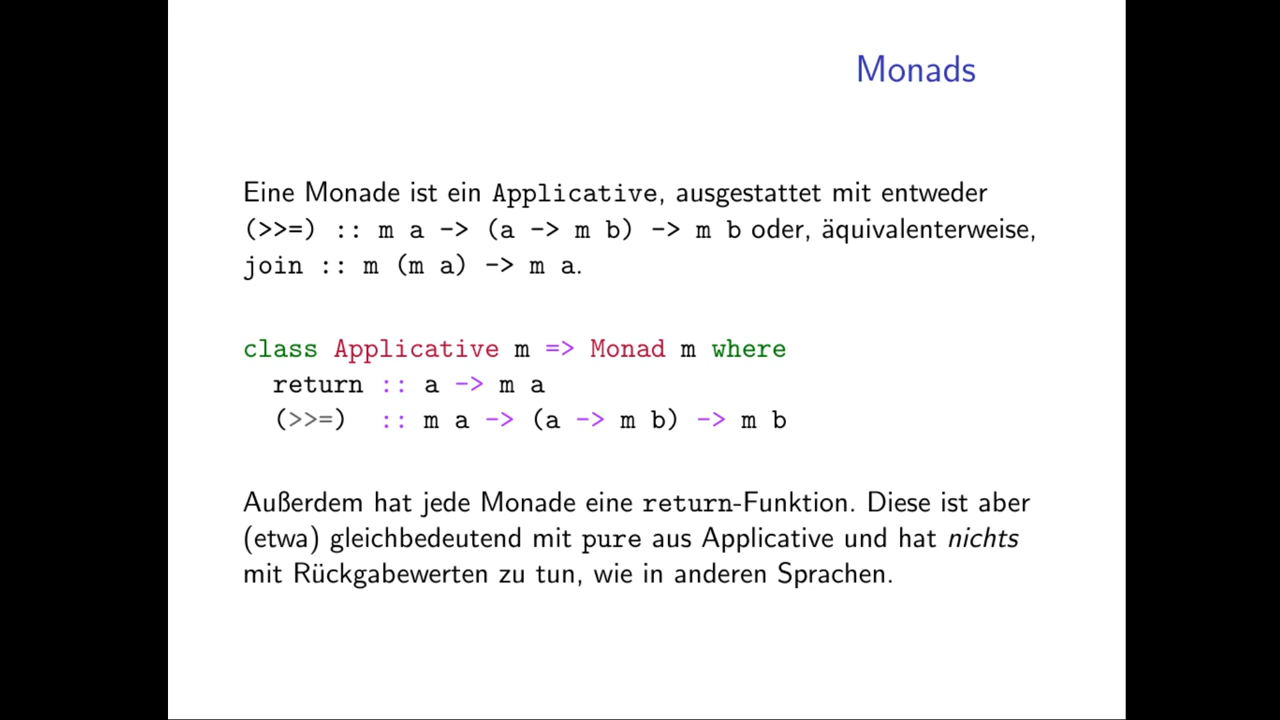 Monads
Eine Monade ist ein Applicative, ausgestattet mit entweder
(>>=) :: m a -> (a -> m b) -> m b oder, äquivalenterweise,
join :: m (m a) -> m a.
class Applicative m => Monad m where
  return :: a -> m a
  (>>=)  :: m a -> (a -> m b) -> m b
Außerdem hat jede Monade eine return-Funktion. Diese ist aber
(etwa) gleichbedeutend mit pure aus Applicative und hat nichts
mit Rückgabewerten zu tun, wie in anderen Sprachen.